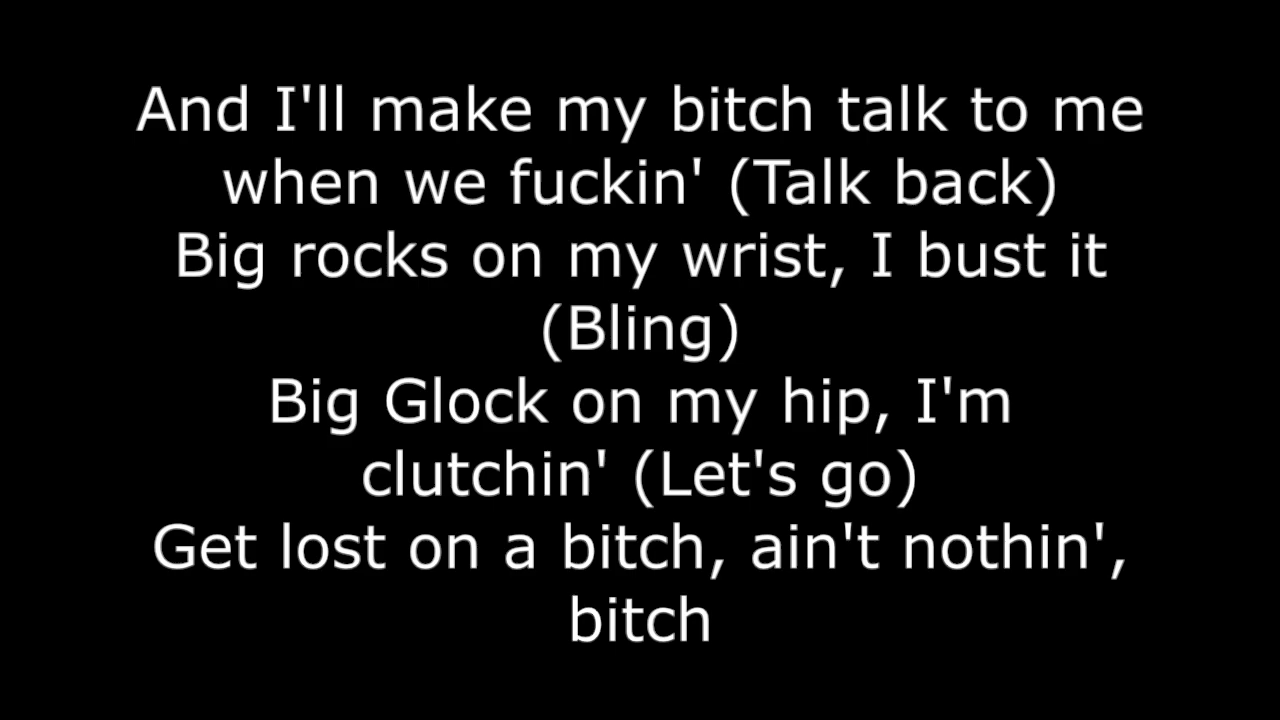 And I'll make my bitch talk to me
when we fuckin' (Talk back)
Big rocks on my wrist, I bust it
(Bling)
Big Glock on my hip, I'm
clutchin' (Let's go)
Get lost on a bitch, ain't nothin',
bitch